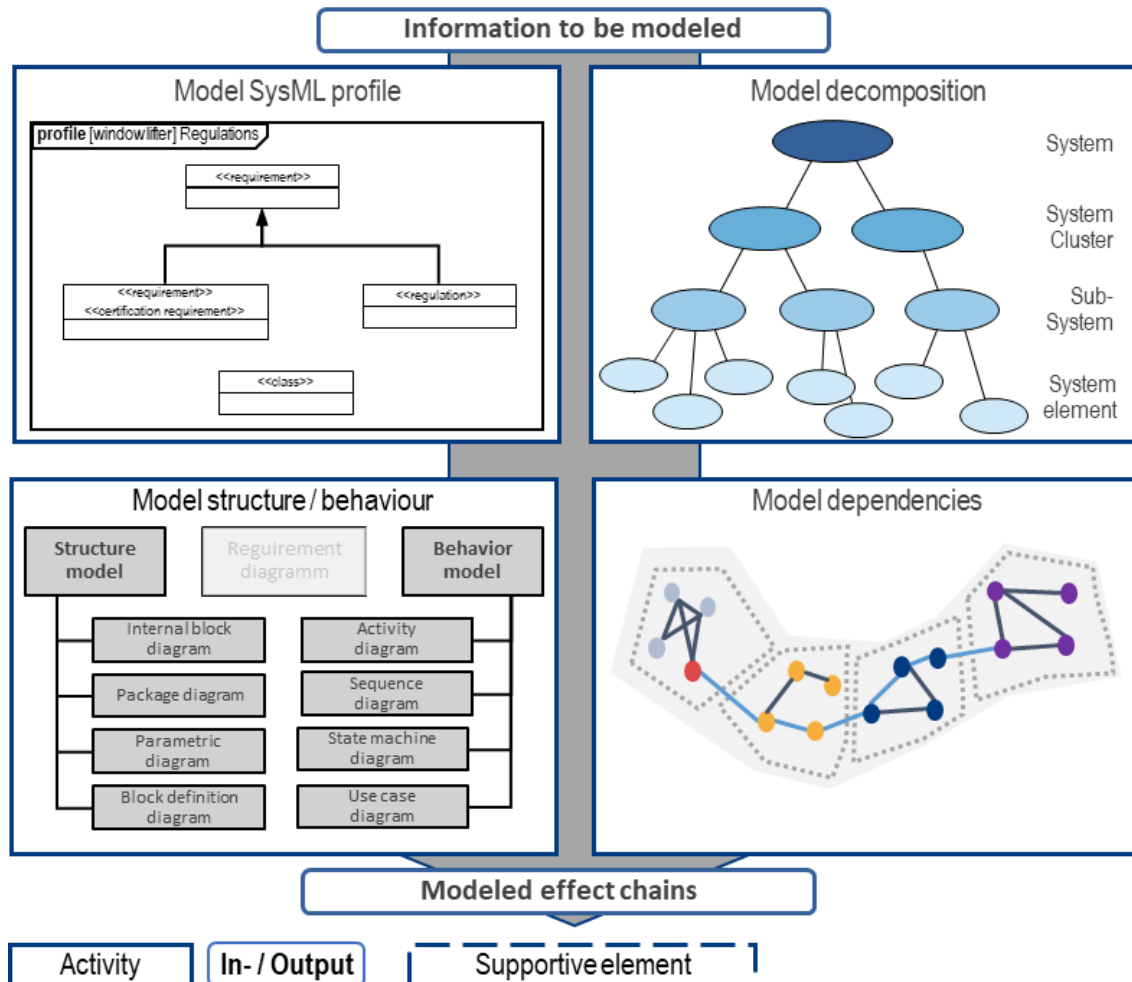 Information to be modeled
Model SysML profile
profile [windowlifter] Regulations
<<requirement>>
<<requirement>>
<<certification requirement>>
<<regulation>>
<<class>>
Model decomposition
System
System
Cluster
Sub-
System
System
element
Model structure / behaviour
Structure
model
Reguirement
diagramm
Behavior
model
Internal block
diagram
Activity
diagram
Package diagram
Sequence
diagram
Parametric
diagram
State machine
diagram
Block definition
diagram
Use case
diagram
Model dependencies
Modeled effect chains
Activity
In- / Output
Supportive element